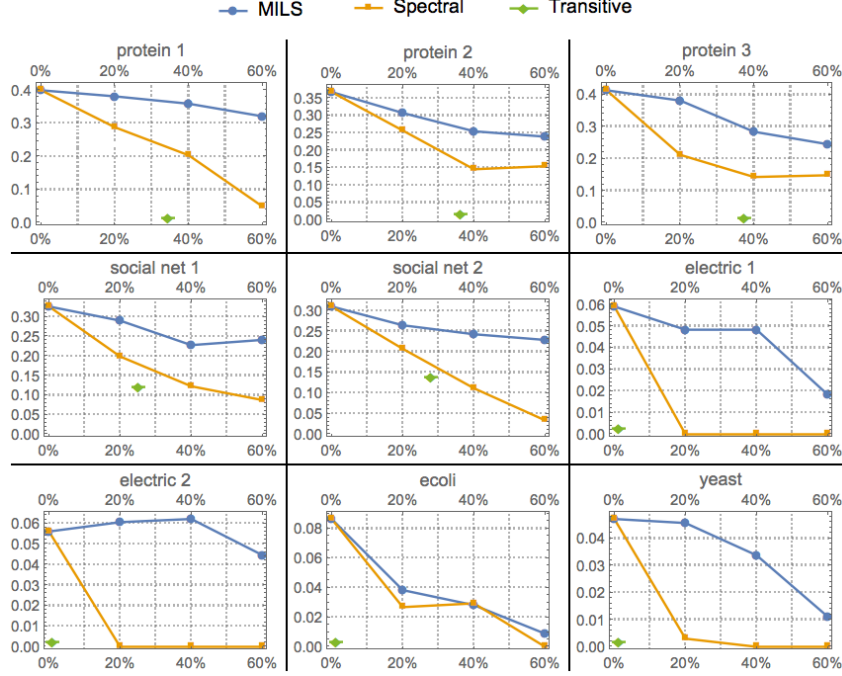 MILS Spectral Transitive
protein 1 protein 2 protein 3
0% 20% 40% 60% 0% 20% 40% 60% 0% 20% 40% 60%
0.4 0.35 0.4
0.30
0.3 0.25 0.3
0.20
0.2 0.15 0.2
0.1 0.10 0.1
0.05
0.0 0.00 0.0
0% 20% 40% 60% 0% 20% 40% 60% 0% 20% 40% 60%
social net 1 social net 2 electric 1
0% 20% 40% 60% 0% 20% 40% 60% 0% 20% 40% 60%
0.30 0.30 0.06
0.25 0.25 0.05
0.20 0.20 0.04
0.15 0.15 0.03
0.10 0.10 0.02
0.05 0.05 0.01
0.00 0.00 0.00
0% 20% 40% 60% 0% 20% 40% 60% 0% 20% 40% 60%
electric 2 ecoli yeast
0% 20% 40% 60% 0% 20% 40% 60% 0% 20% 40% 60%
0.06 0.08 0.04
0.05 0.06 0.03
0.04
0.03 0.04 0.02
0.02 0.02 0.01
0.01
0.00 0.00 0.00
0% 20% 40% 60% 0% 20% 40% 60% 0% 20% 40% 60%